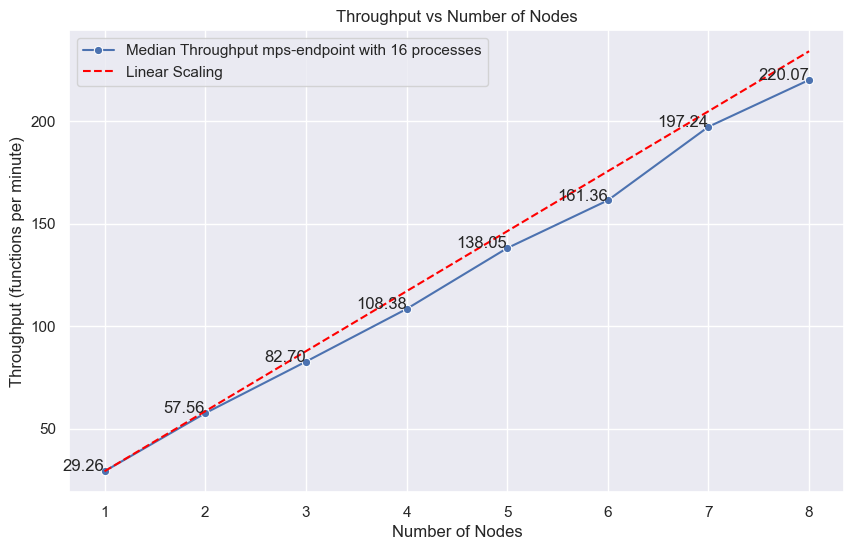 Throughput vs Number of Nodes
Median Throughput mps-endpoint with 16 processes
Linear Scaling
Throughput (functions per minute)
200
150
100
50
29.26
57.56
82.70
108.38
138.05
161.36
197.24
220.07
1 2 3 4 5 6 7 8
Number of Nodes